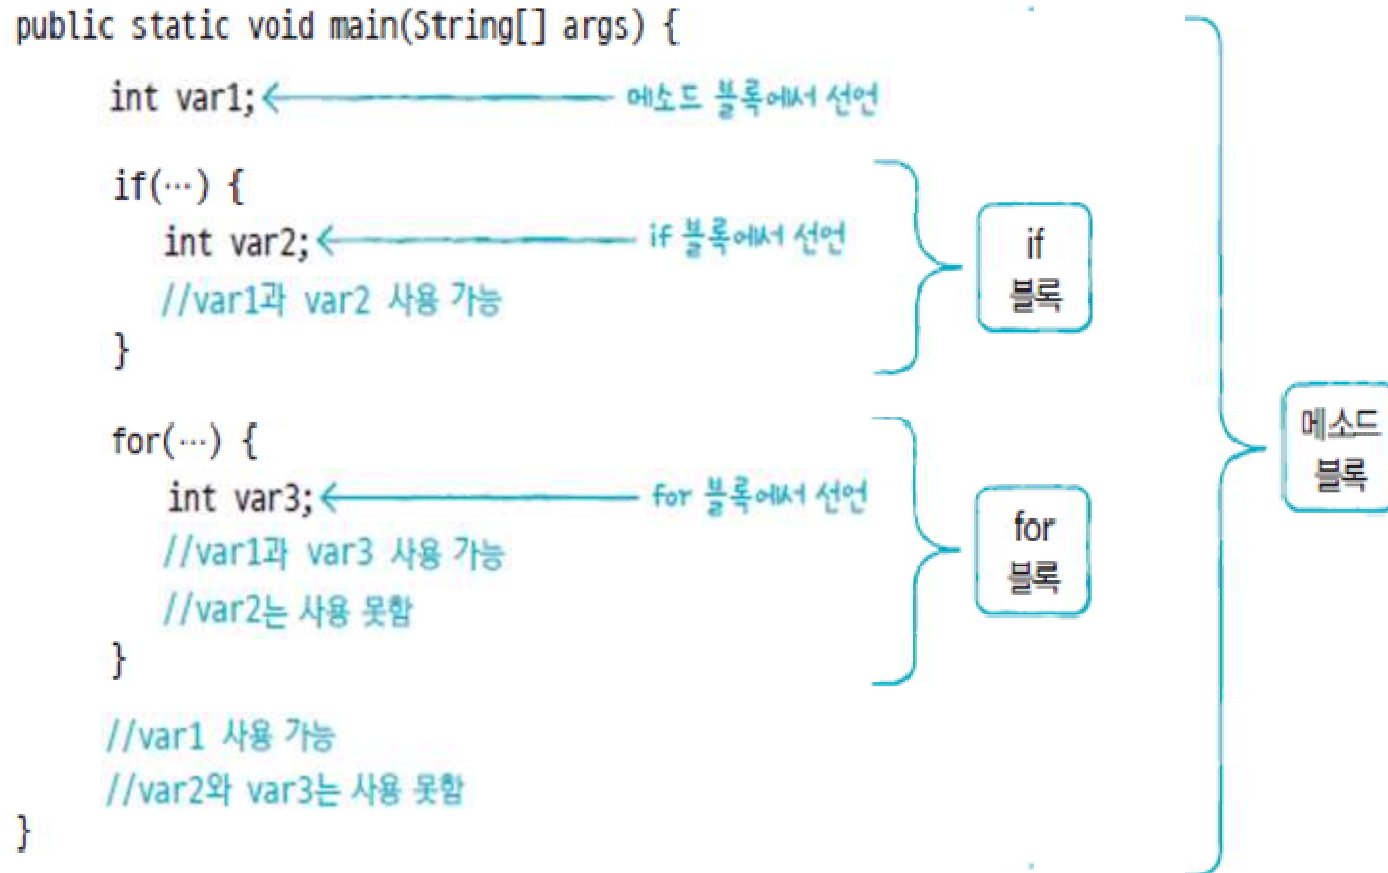 public static void main(String[] args) {
int var1; 메소드 블록에서 선언
if(…) {
int var2; if 블록에서 선언
//var1과 var2 사용 가능
}
if
블록
for(…) {
int var3; for 블록에서 선언
//var1과 var3 사용 가능
//var2는 사용 못함
}
for
블록
메소드
블록
//var1 사용 가능
//var2와 var3는 사용 못함
}